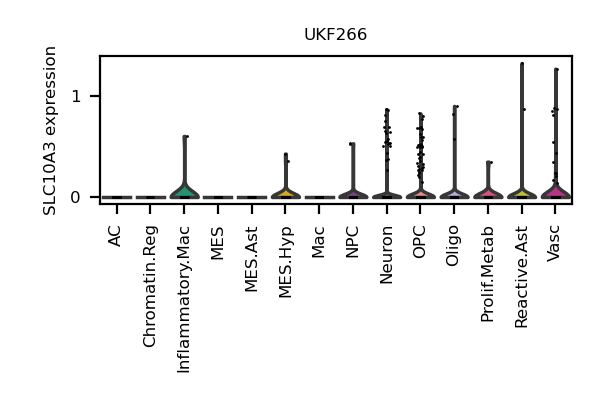 UKF266
SLC10A3 expression
1
0
AC
Chromatin.Reg
Inflammatory.Mac
MES
MES.Ast
MES.Hyp
Mac
NPC
Neuron
OPC
Oligo
Prolif.Metab
Reactive.Ast
Vasc